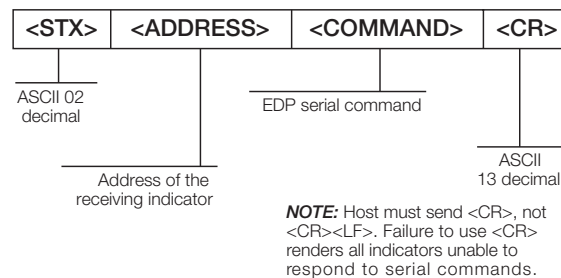 <STX> <ADDRESS> <COMMAND> <CR>
ASCII 02
decimal
EDP serial command
ASCII
13 decimal
Address of the
receiving indicator
NOTE: Host must send <CR>, not
<CR><LF>. Failure to use <CR>
renders all indicators unable to
respond to serial commands.